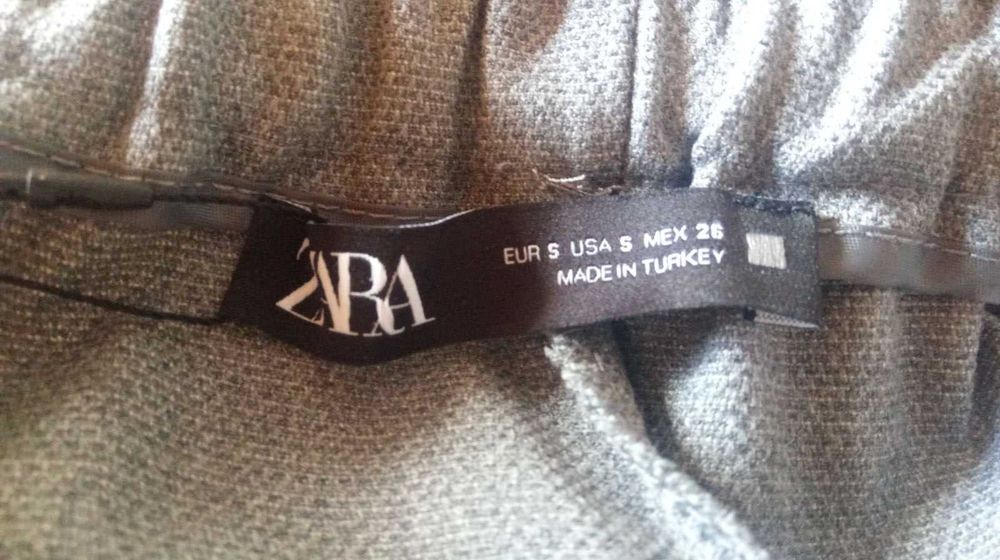 ZARA
EUR S USA S MEX 26
MADE IN TURKEY